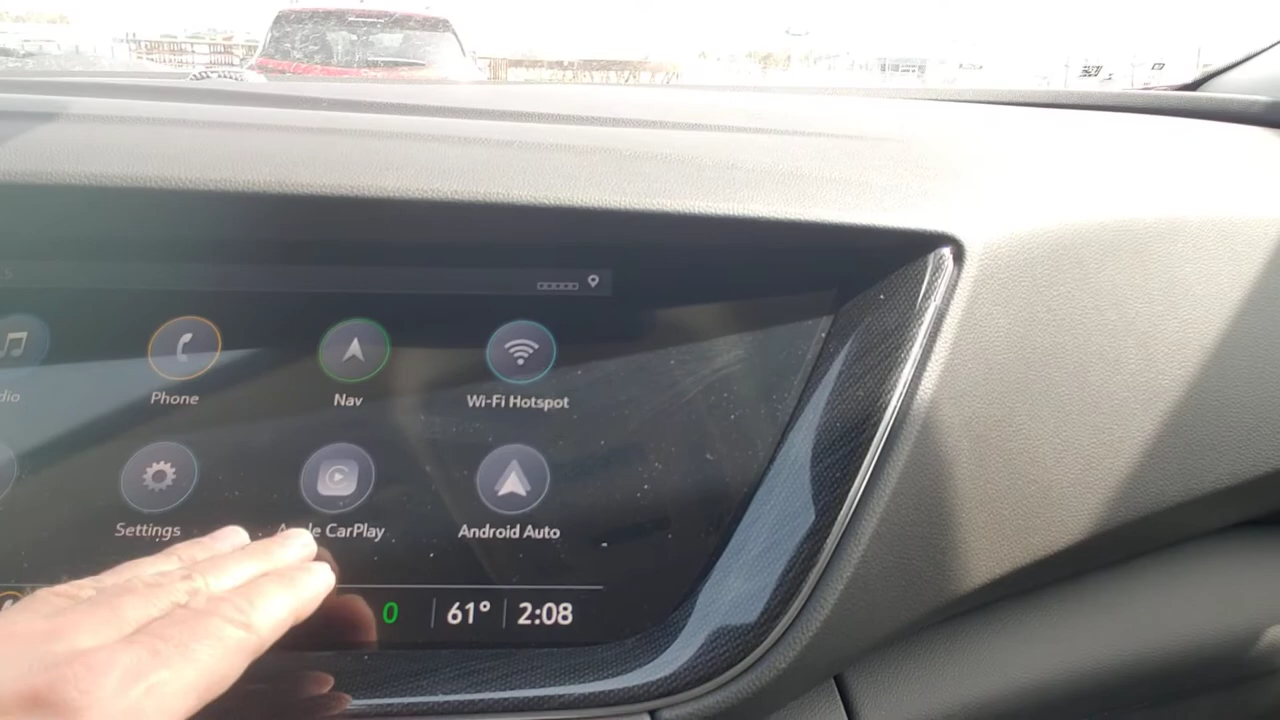 dio
Phone
Nav
Wi-Fi Hotspot
Settings
Apple CarPlay
Android Auto
0
61°
2:08